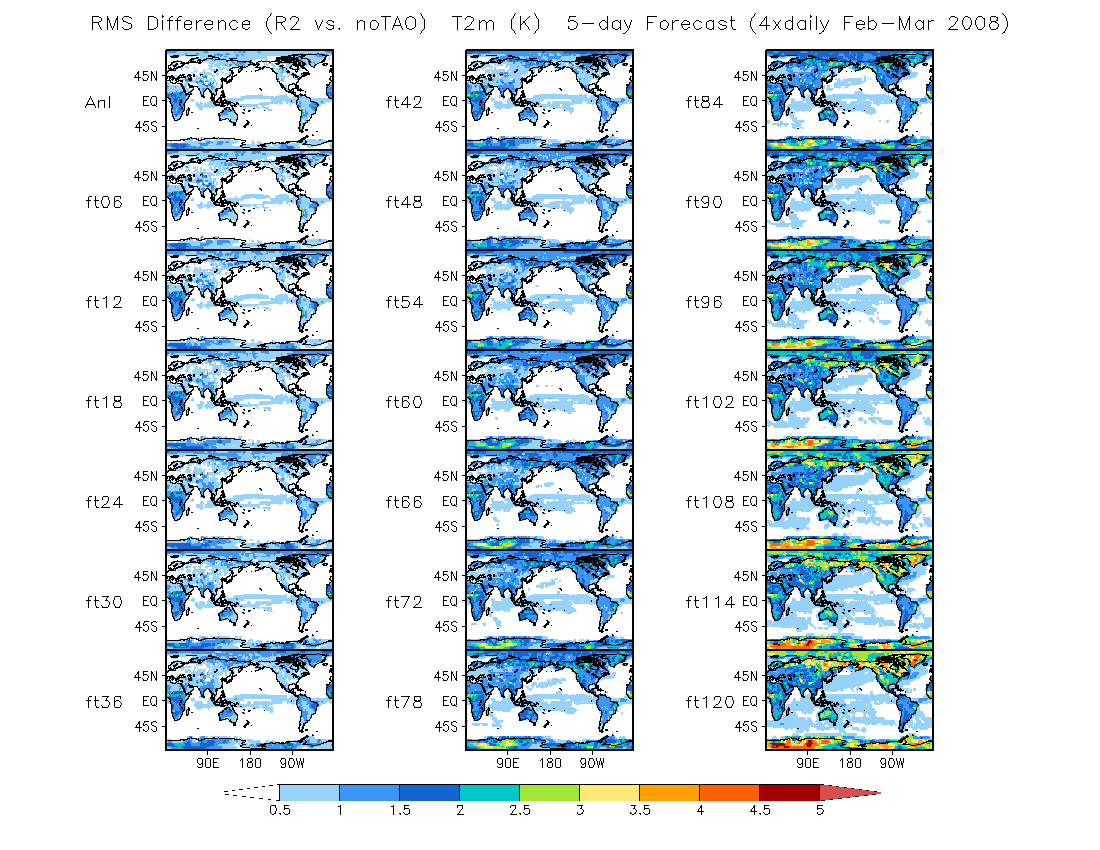 RMS Difference (R2 vs. noTAO)  T2m (K)  5-day Forecast (4xdaily Feb-Mar 2008)
Anl 45N EQ 45S ft42 45N EQ 45S ft84 45N EQ 45S
ft06 45N EQ 45S ft48 45N EQ 45S ft90 45N EQ 45S
ft12 45N EQ 45S ft54 45N EQ 45S ft96 45N EQ 45S
ft18 45N EQ 45S ft60 45N EQ 45S ft102 45N EQ 45S
ft24 45N EQ 45S ft66 45N EQ 45S ft108 45N EQ 45S
ft30 45N EQ 45S ft72 45N EQ 45S ft114 45N EQ 45S
ft36 45N EQ 45S ft78 45N EQ 45S ft120 45N EQ 45S
90E 180 90W 90E 180 90W 90E 180 90W
0.5 1 1.5 2 2.5 3 3.5 4 4.5 5